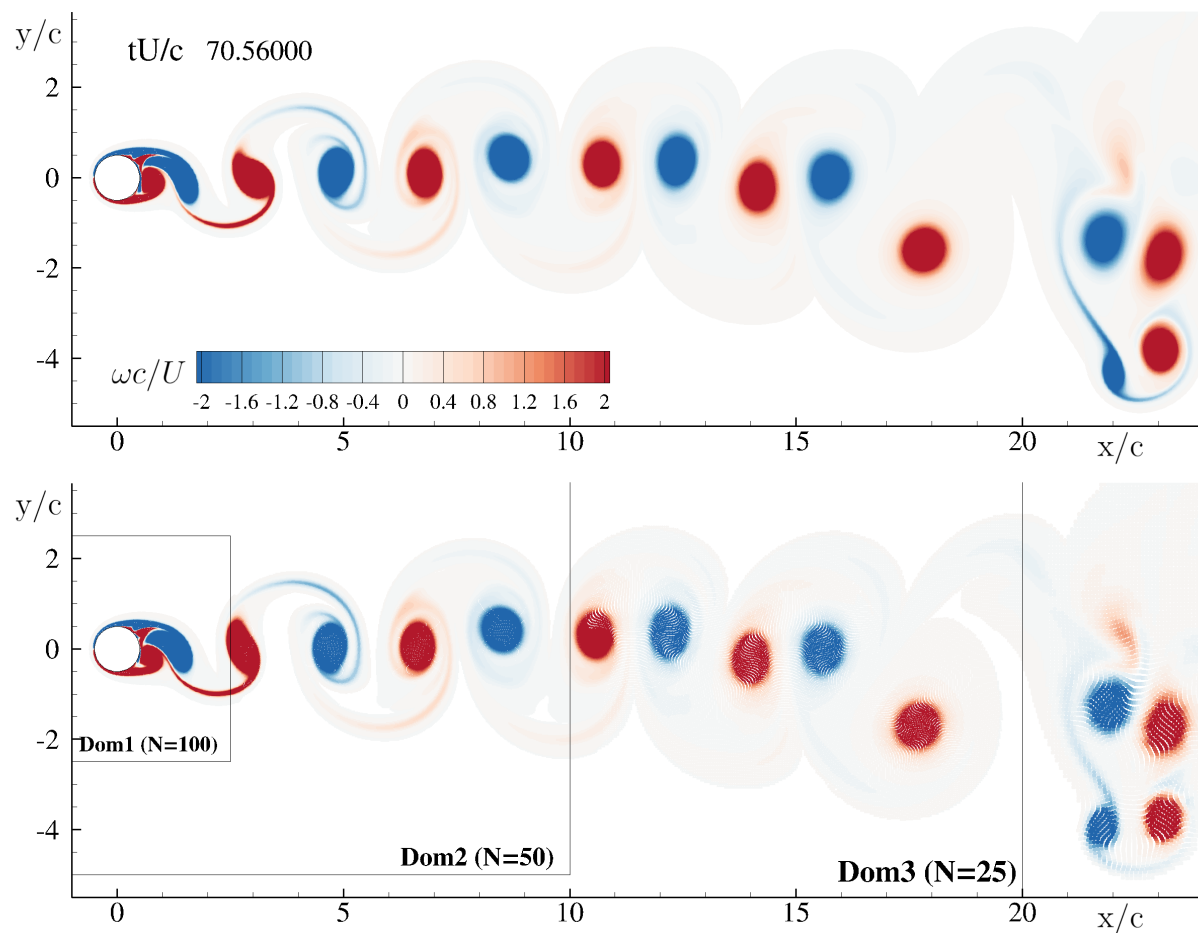 y/c
tU/c 70.56000
2
0
-2
-4
ωc/U
-2 -1.6 -1.2 -0.8 -0.4 0 0.4 0.8 1.2 1.6 2
0 5 10 15 20 x/c
y/c
2
0
-2
-4
Dom1 (N=100)
Dom2 (N=50)
Dom3 (N=25)
0 5 10 15 20 x/c